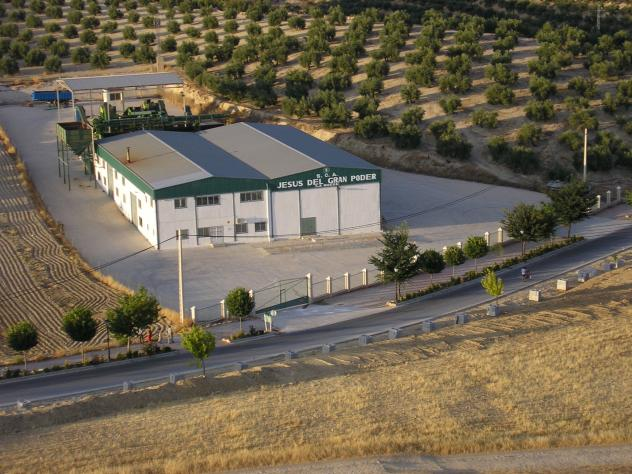 S.C.A.
JESUS DEL GRAN PODER